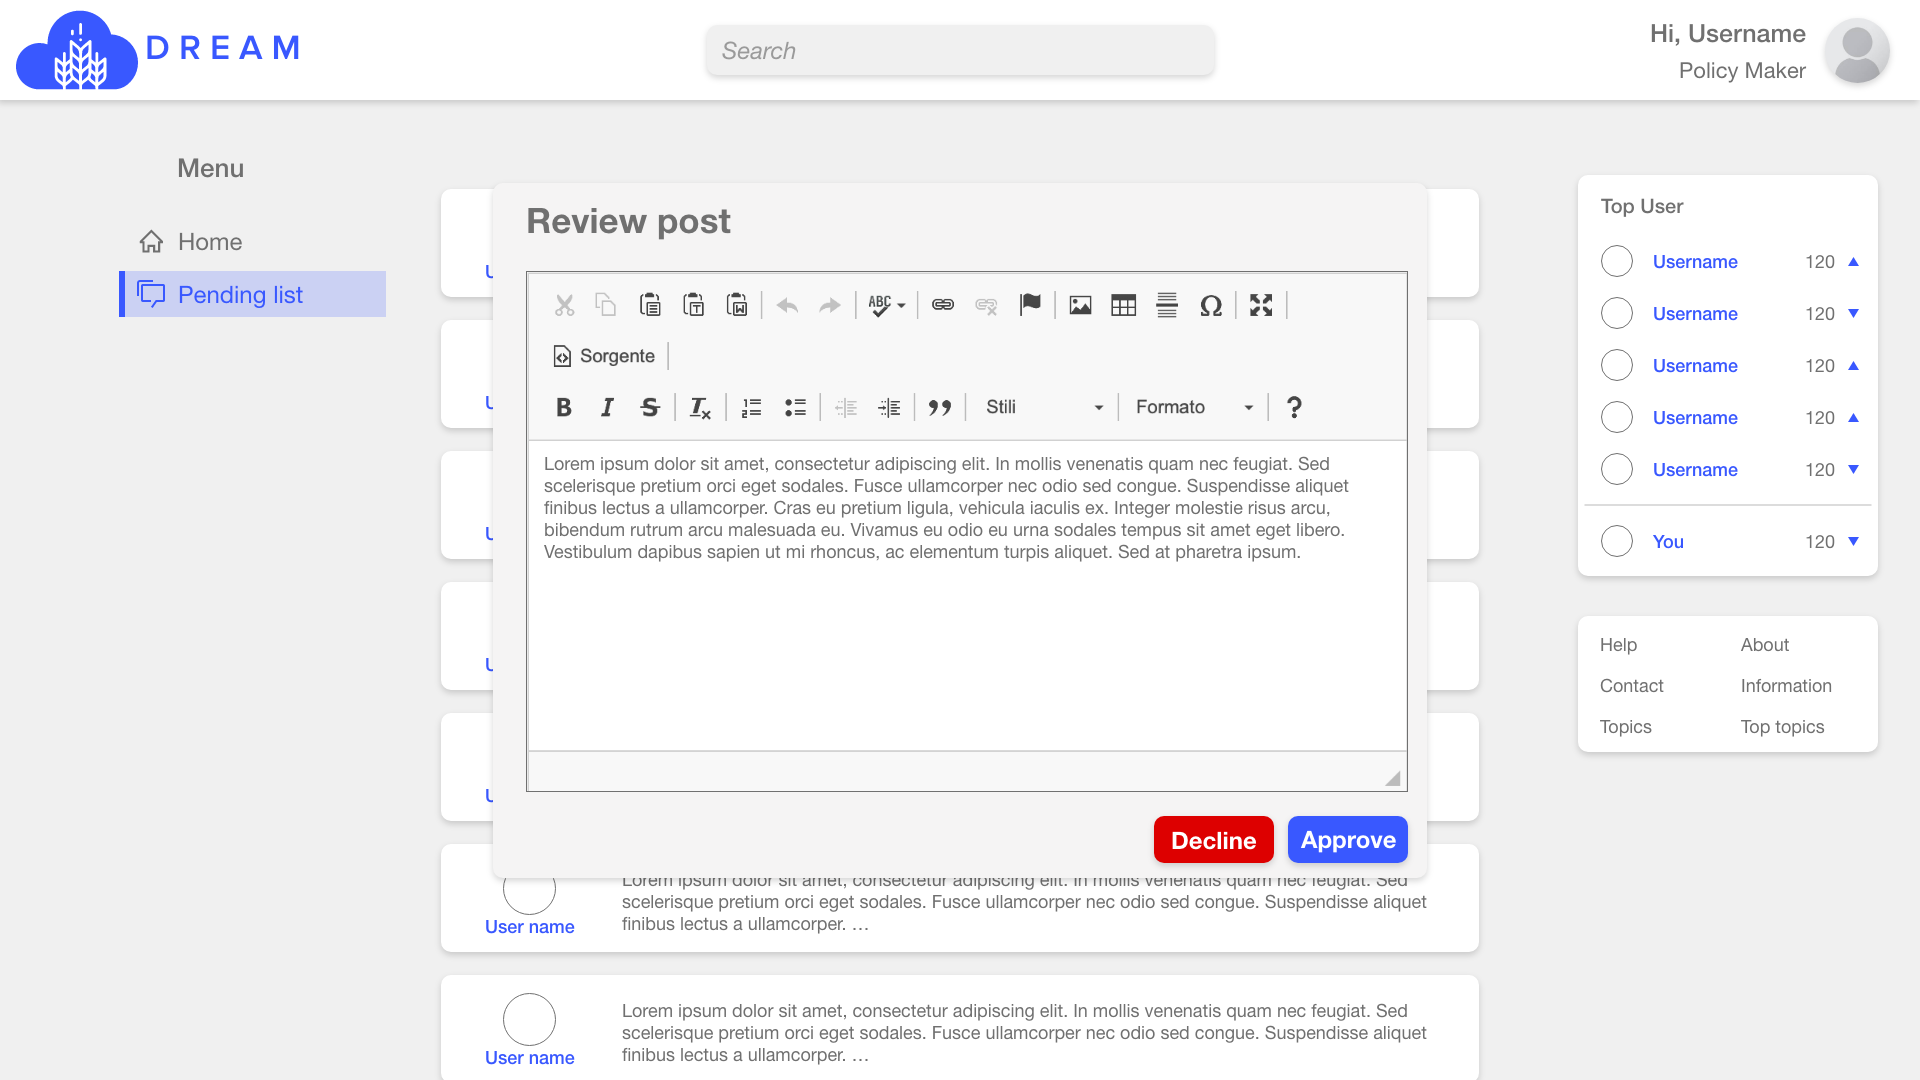 DREAM
Search
Hi, Username
Policy Maker
Menu
Home
Pending list
Review post
ABC
Sorgente
B I S Tx
Stili
Formato
?
Lorem ipsum dolor sit amet, consectetur adipiscing elit. In mollis venenatis quam nec feugiat. Sed
scelerisque pretium orci eget sodales. Fusce ullamcorper nec odio sed congue. Suspendisse aliquet
finibus lectus a ullamcorper. Cras eu pretium ligula, vehicula iaculis ex. Integer molestie risus arcu,
bibendum rutrum arcu malesuada eu. Vivamus eu odio eu urna sodales tempus sit amet eget libero.
Vestibulum dapibus sapien ut mi rhoncus, ac elementum turpis aliquet. Sed at pharetra ipsum.
Decline
Approve
Lorem ipsum dolor sit amet, consectetur adipiscing elit. In mollis venenatis quam nec feugiat. Sed
scelerisque pretium orci eget sodales. Fusce ullamcorper nec odio sed congue. Suspendisse aliquet
finibus lectus a ullamcorper. …
User name
Lorem ipsum dolor sit amet, consectetur adipiscing elit. In mollis venenatis quam nec feugiat. Sed
scelerisque pretium orci eget sodales. Fusce ullamcorper nec odio sed congue. Suspendisse aliquet
finibus lectus a ullamcorper. …
User name
Top User
Username 120 ▲
Username 120 ▼
Username 120 ▲
Username 120 ▲
Username 120 ▼
You 120 ▼
Help
About
Contact
Information
Topics
Top topics